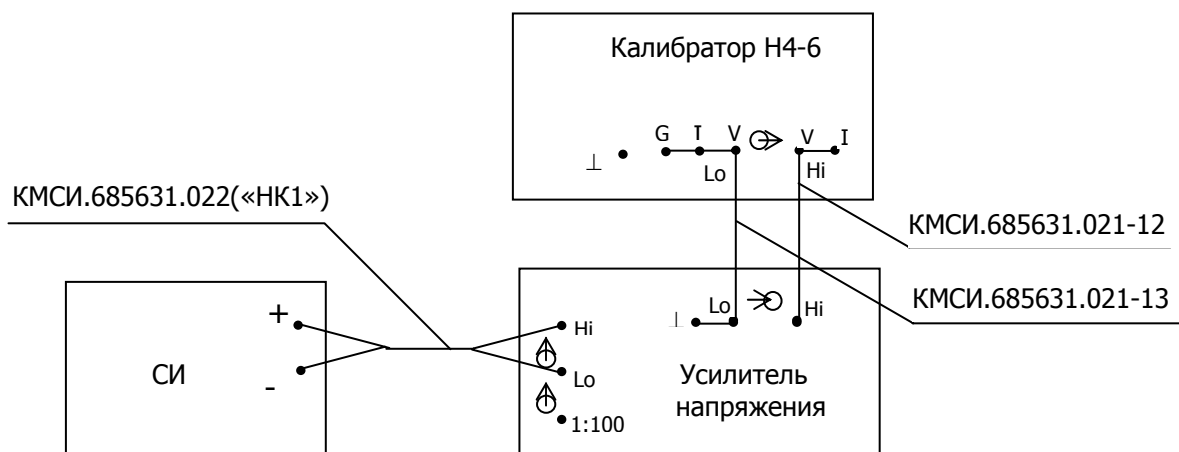 Калибратор Н4-6
G I V V I
⊥ Lo Hi
КМСИ.685631.022(«НК1»)
КМСИ.685631.021-12
КМСИ.685631.021-13
+
-
СИ
⊥ Lo Hi
Hi
Lo
1:100
Усилитель
напряжения